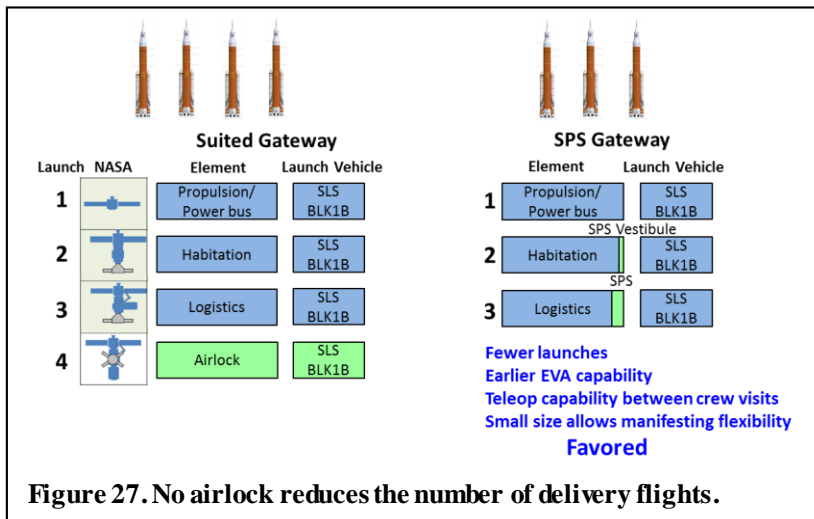 Suited Gateway
Launch NASA Element Launch Vehicle
1 Propulsion/ Power bus SLS BLK1B
2 Habitation SLS BLK1B
3 Logistics SLS BLK1B
4 Airlock SLS BLK1B
SPS Gateway
Element Launch Vehicle
1 Propulsion/ Power bus SLS BLK1B
SPS Vestibule
2 Habitation SLS BLK1B
SPS
3 Logistics SLS BLK1B
Fewer launches
Earlier EVA capability
Teleop capability between crew visits
Small size allows manifesting flexibility
Favored
Figure 27. No airlock reduces the number of delivery flights.